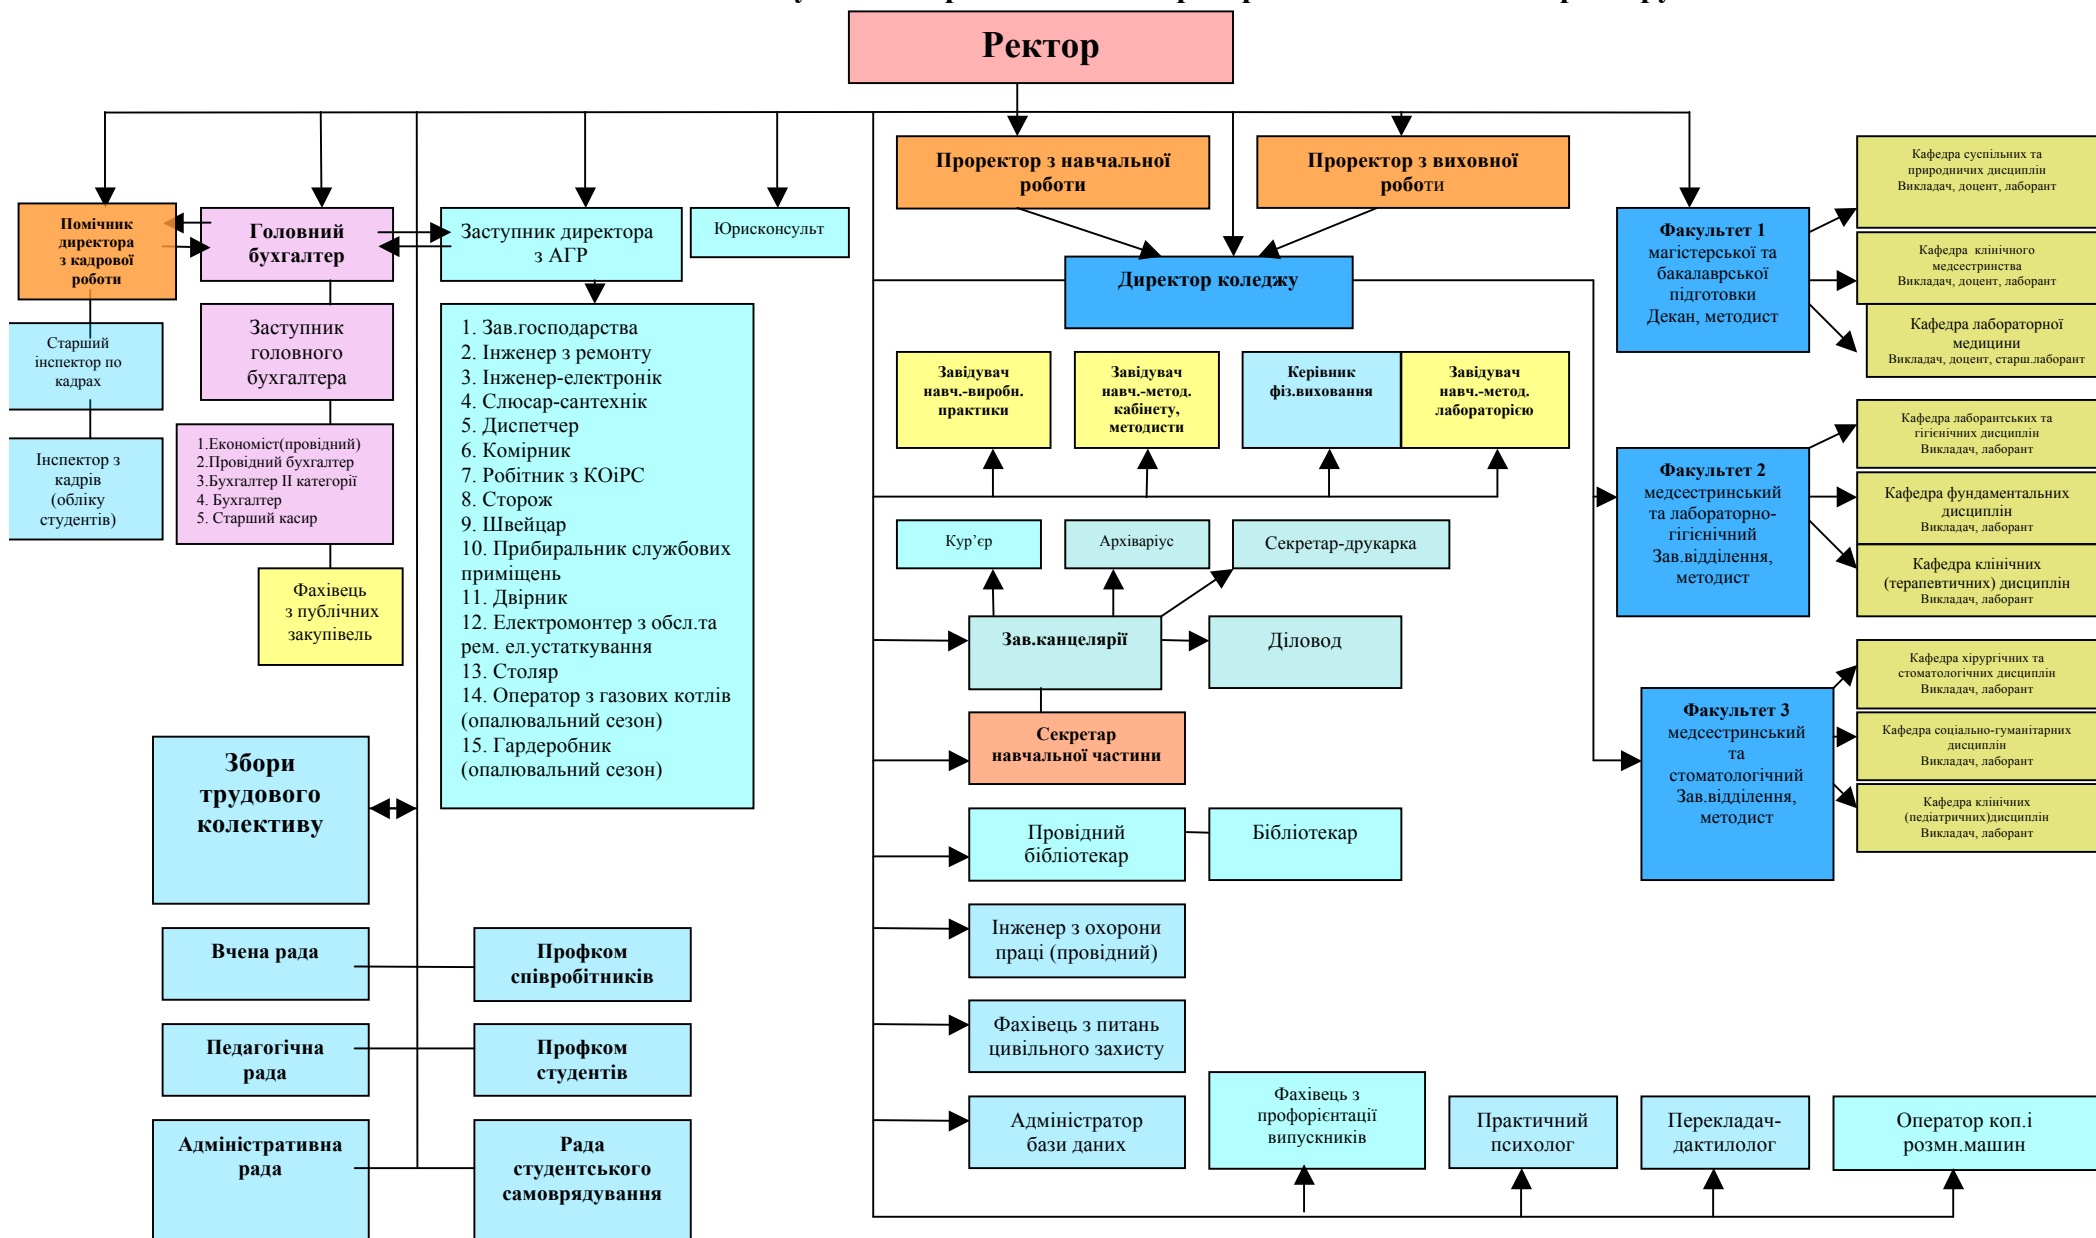 Ректор
Проректор з навчальної
роботи
Проректор з виховної
роботи
Помічник
директора
з кадрової
роботи
Головний
бухгалтер
Заступник директора
з АГР
Юрисконсульт
Директор коледжу
Факультет 1
магістерської та
бакалаврської
підготовки
Декан, методист
Кафедра суспільних та
природничих дисциплін
Викладач, доцент, лаборант
Кафедра клінічного
медсестринства
Викладач, доцент, лаборант
Кафедра лабораторної
медицини
Викладач, доцент, старш.лаборант
Старший
інспектор по
кадрах
Інспектор з
кадрів
(обліку
студентів)
Заступник
головного
бухгалтера
1.Економіст(провідний)
2.Провідний бухгалтер
3.Бухгалтер ІІ категорії
4. Бухгалтер
5. Старший касир
Фахівець
з публічних
закупівель
1. Зав.господарства
2. Інженер з ремонту
3. Інженер-електронік
4. Слюсар-сантехнік
5. Диспетчер
6. Комірник
7. Робітник з КОіРС
8. Сторож
9. Швейцар
10. Прибиральник службових
приміщень
11. Двірник
12. Електромонтер з обсл.та
рем. ел.устаткування
13. Столяр
14. Оператор з газових котлів
(опалювальний сезон)
15. Гардеробник
(опалювальний сезон)
Завідувач
навч.-виробн.
практики
Завідувач
навч.-метод.
кабінету,
методисти
Керівник
фіз.виховання
Завідувач
навч.-метод.
лабораторією
Кур’єр
Архіваріус
Секретар-друкарка
Зав.канцелярії
Діловод
Секретар
навчальної частини
Провідний
бібліотекар
Бібліотекар
Інженер з охорони
праці (провідний)
Фахівець з питань
цивільного захисту
Адміністратор
бази даних
Фахівець з
профорієнтації
випускників
Практичний
психолог
Перекладач-
дактилолог
Оператор коп.і
розмн.машин
Факультет 2
медсестринський
та лабораторно-
гігієнічний
Зав.відділення,
методист
Кафедра лаборантських та
гігієнічних дисциплін
Викладач, лаборант
Кафедра фундаментальних
дисциплін
Викладач, лаборант
Кафедра клінічних
(терапевтичних) дисциплін
Викладач, лаборант
Факультет 3
медсестринський
та
стоматологічний
Зав.відділення,
методист
Кафедра хірургічних та
стоматологічних дисциплін
Викладач, лаборант
Кафедра соціально-гуманітарних
дисциплін
Викладач, лаборант
Кафедра клінічних
(педіатричних)дисциплін
Викладач, лаборант
Збори
трудового
колективу
Вчена рада
Профком
співробітників
Педагогічна
рада
Профком
студентів
Адміністративна
рада
Рада
студентського
самоврядування